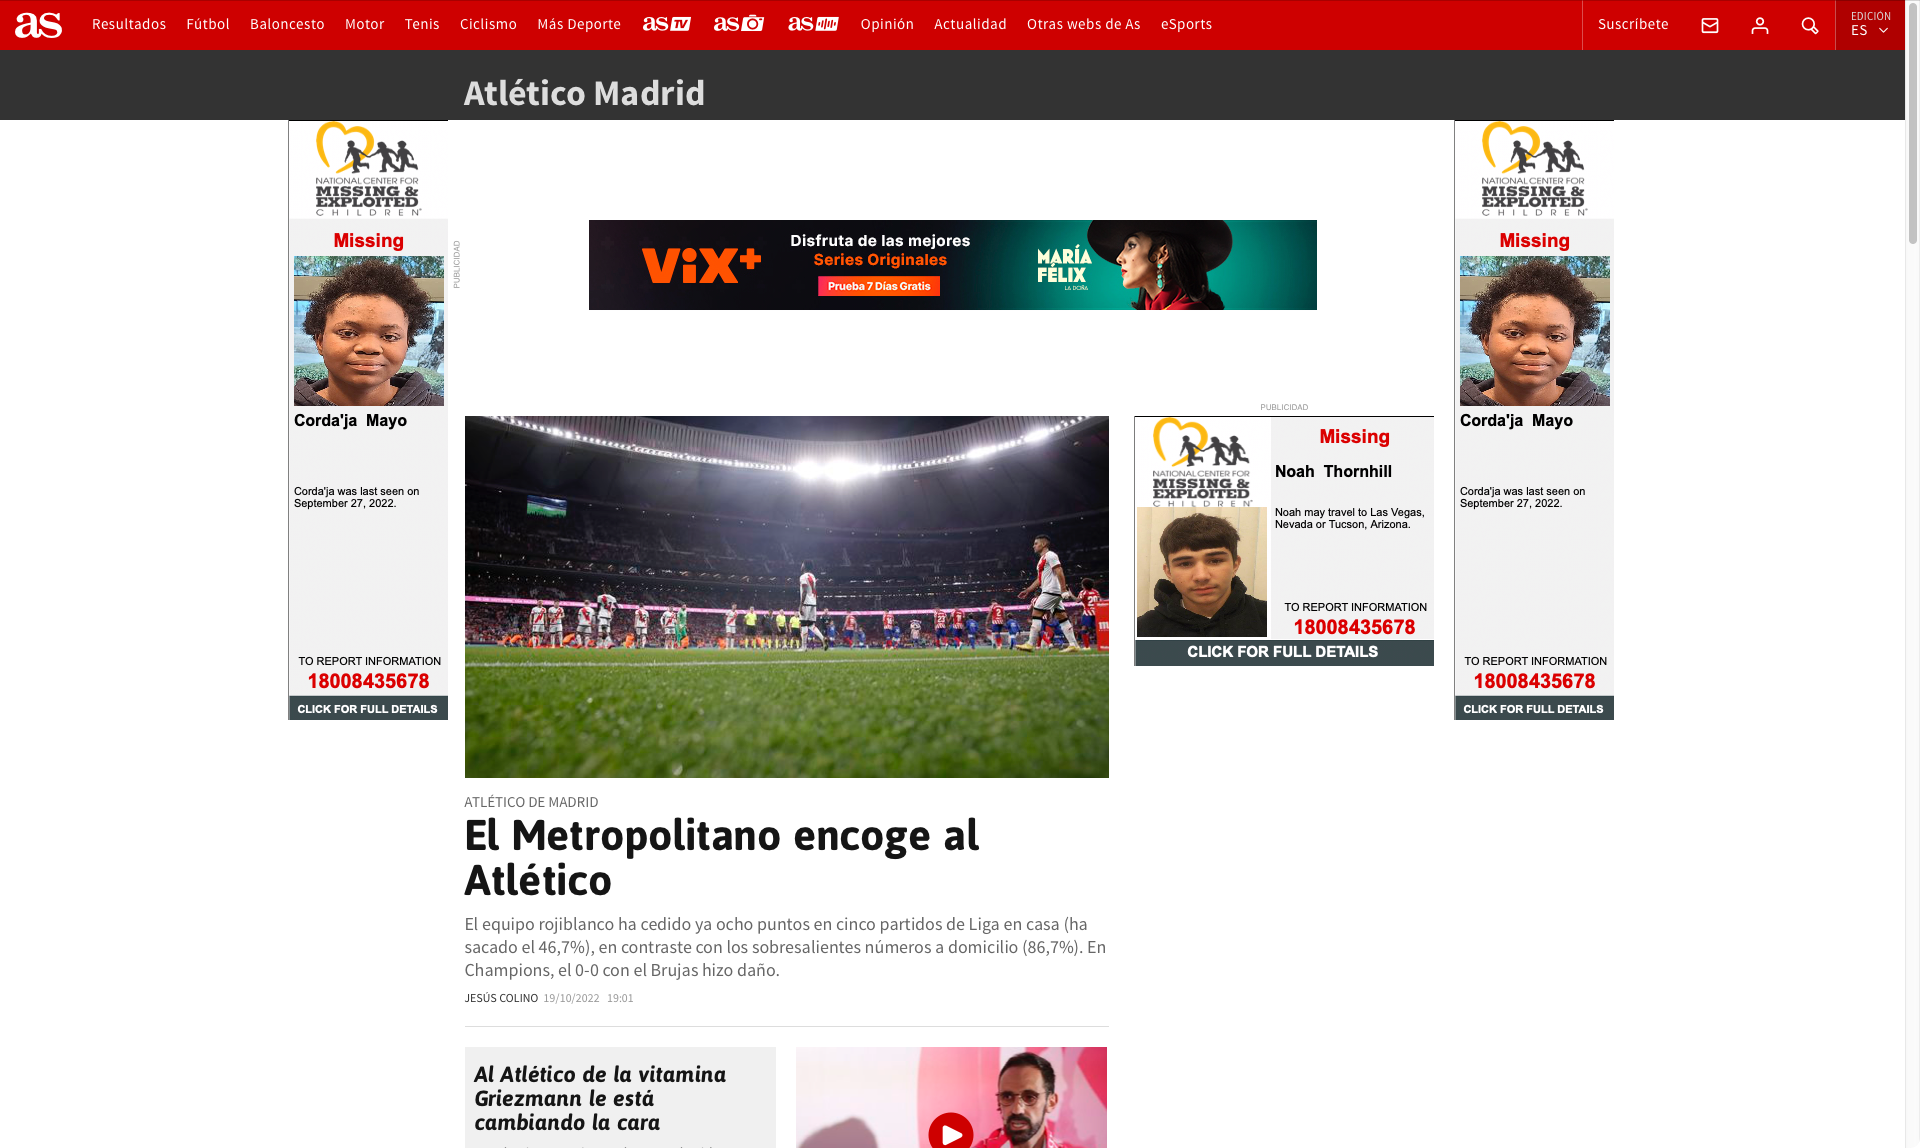 as
Resultados
Fútbol
Baloncesto
Motor
Tenis
Ciclismo
Más Deporte
as TV
as
as
Opinión
Actualidad
Otras webs de As
eSports
Suscríbete
EDICIÓN
ES
Atlético Madrid
NATIONAL CENTER FOR
MISSING &
EXPLOITED
CHILDREN
Missing
Corda'ja Mayo
Corda'ja was last seen on
September 27, 2022.
TO REPORT INFORMATION
18008435678
CLICK FOR FULL DETAILS
PUBLICIDAD
ViX+
Disfruta de las mejores
Series Originales
Prueba 7 Días Gratis
MARÍA
FÉLIX
LA DOÑA
PUBLICIDAD
NATIONAL CENTER FOR
MISSING &
EXPLOITED
CHILDREN
Missing
Noah Thornhill
Noah may travel to Las Vegas,
Nevada or Tucson, Arizona.
TO REPORT INFORMATION
18008435678
CLICK FOR FULL DETAILS
NATIONAL CENTER FOR
MISSING &
EXPLOITED
CHILDREN
Missing
Corda'ja Mayo
Corda'ja was last seen on
September 27, 2022.
TO REPORT INFORMATION
18008435678
CLICK FOR FULL DETAILS
ATLÉTICO DE MADRID
El Metropolitano encoge al
Atlético
El equipo rojiblanco ha cedido ya ocho puntos en cinco partidos de Liga en casa (ha
sacado el 46,7%), en contraste con los sobresalientes números a domicilio (86,7%). En
Champions, el 0-0 con el Brujas hizo daño.
JESÚS COLINO 19/10/2022 19:01
Al Atlético de la vitamina
Griezmann le está
cambiando la cara